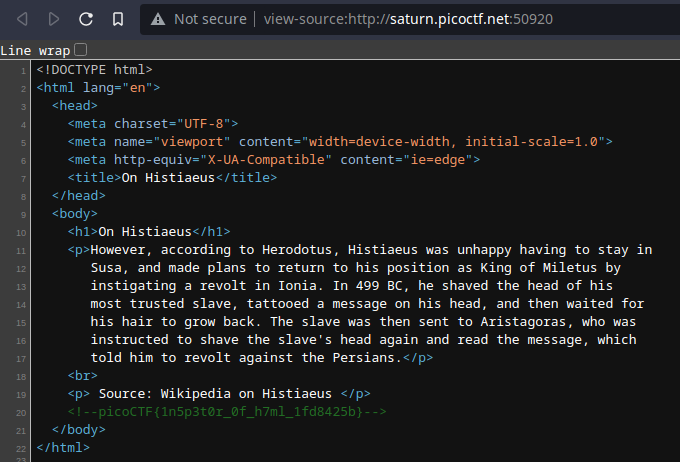 Not secure | view-source:http://saturn.picoctf.net:50920
Line wrap
1 <!DOCTYPE html>
2 <html lang="en">
3 <head>
4 <meta charset="UTF-8">
5 <meta name="viewport" content="width=device-width, initial-scale=1.0">
6 <meta http-equiv="X-UA-Compatible" content="ie=edge">
7 <title>On Histiaeus</title>
8 </head>
9 <body>
10 <h1>On Histiaeus</h1>
11 <p>However, according to Herodotus, Histiaeus was unhappy having to stay in
12 Susa, and made plans to return to his position as King of Miletus by
13 instigating a revolt in Ionia. In 499 BC, he shaved the head of his
14 most trusted slave, tattooed a message on his head, and then waited for
15 his hair to grow back. The slave was then sent to Aristagoras, who was
16 instructed to shave the slave's head again and read the message, which
17 told him to revolt against the Persians.</p>
18 <br>
19 <p> Source: Wikipedia on Histiaeus </p>
20 <!--picoCTF{1n5p3t0r_0f_h7ml_1fd8425b}-->
21 </body>
22 </html>
23